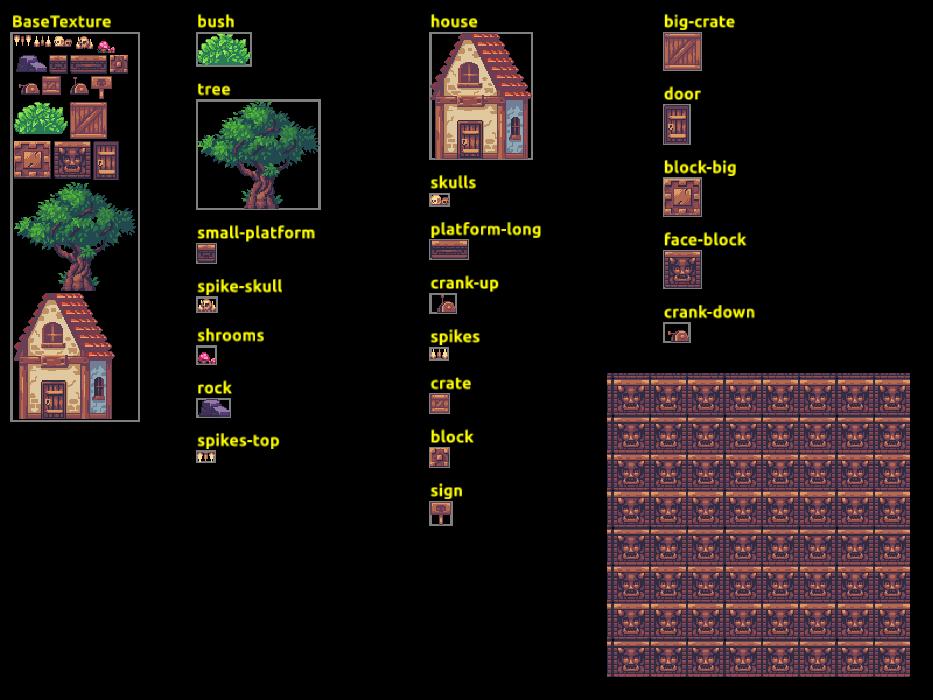 BaseTexture
bush
tree
small-platform
spike-skull
shrooms
rock
spikes-top
house
skulls
platform-long
crank-up
spikes
crate
block
sign
big-crate
door
block-big
face-block
crank-down